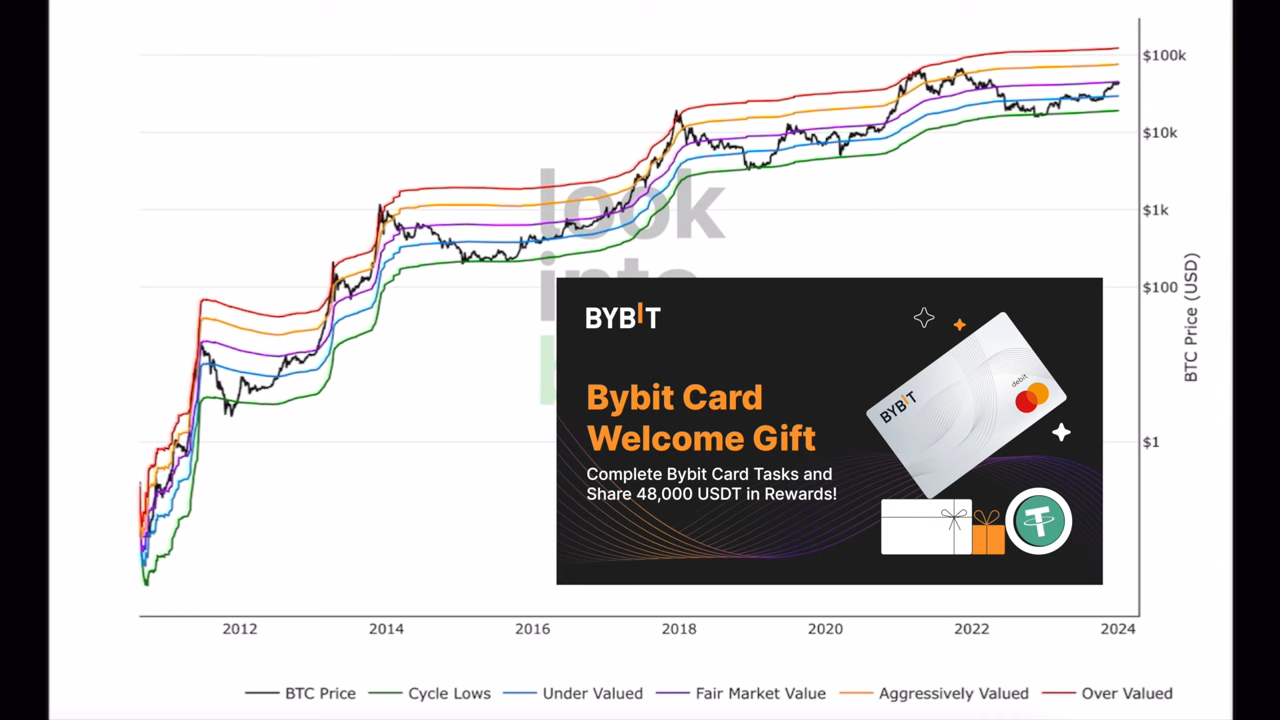 $100k
$10k
$1k
$100
$1
BTC Price (USD)
look
into
BYBIT
Bybit Card
Welcome Gift
Complete Bybit Card Tasks and
Share 48,000 USDT in Rewards!
BYBIT
debit
2012 2014 2016 2018 2020 2022 2024
BTC Price Cycle Lows Under Valued Fair Market Value Aggressively Valued Over Valued